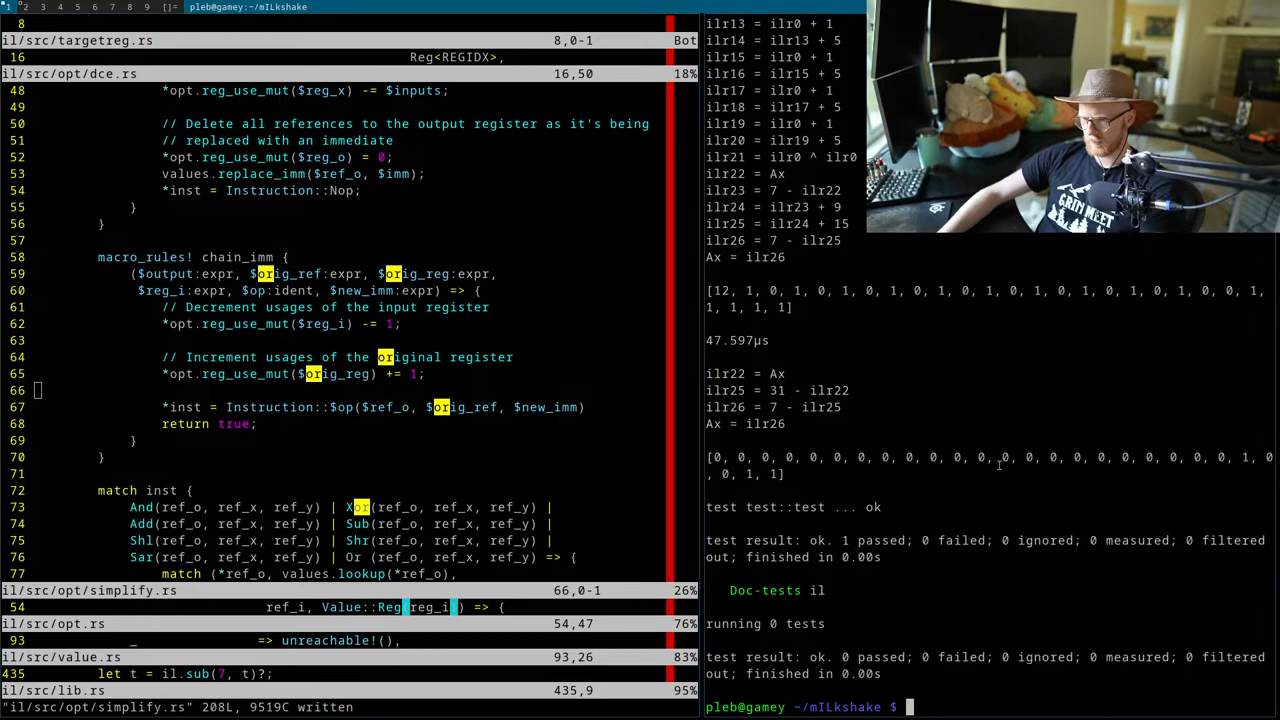 1 2 3 4 5 6 7 8 9 []= pleb@gamey:~/mILkshake
8
il/src/targetreg.rs 8,0-1 Bot
16 Reg<REGIDX>,
il/src/opt/dce.rs 16,50 18%
48 *opt.reg_use_mut($reg_x) -= $inputs;
49
50 // Delete all references to the output register as it's being
51 // replaced with an immediate
52 *opt.reg_use_mut($reg_o) = 0;
53 values.replace_imm($ref_o, $imm);
54 *inst = Instruction::Nop;
55 }
56 }
57
58 macro_rules! chain_imm {
59 ($output:expr, $orig_ref:expr, $orig_reg:expr,
60 $reg_i:expr, $op:ident, $new_imm:expr) => {
61 // Decrement usages of the input register
62 *opt.reg_use_mut($reg_i) -= 1;
63
64 // Increment usages of the original register
65 *opt.reg_use_mut($orig_reg) += 1;
66
67 *inst = Instruction::$op($ref_o, $orig_ref, $new_imm)
68 return true;
69 }
70 }
71
72 match inst {
73 And(ref_o, ref_x, ref_y) | Xor(ref_o, ref_x, ref_y) |
74 Add(ref_o, ref_x, ref_y) | Sub(ref_o, ref_x, ref_y) |
75 Shl(ref_o, ref_x, ref_y) | Shr(ref_o, ref_x, ref_y) |
76 Sar(ref_o, ref_x, ref_y) | Or (ref_o, ref_x, ref_y) => {
77 match (*ref_o, values.lookup(*ref_o),
il/src/opt/simplify.rs 66,0-1 26%
54 ref_i, Value::Reg(reg_i)) => {
il/src/opt.rs 54,47 76%
93 _ => unreachable!(),
il/src/value.rs 93,26 83%
435 let t = il.sub(7, t)?;
il/src/lib.rs 435,9 95%
"il/src/opt/simplify.rs" 208L, 9519C written
ilr13 = ilr0 + 1
ilr14 = ilr13 + 5
ilr15 = ilr0 + 1
ilr16 = ilr15 + 5
ilr17 = ilr0 + 1
ilr18 = ilr17 + 5
ilr19 = ilr0 + 1
ilr20 = ilr19 + 5
ilr21 = ilr0 ^ ilr0
ilr22 = Ax
ilr23 = 7 - ilr22
ilr24 = ilr23 + 9
ilr25 = ilr24 + 15
ilr26 = 7 - ilr25
Ax = ilr26
[12, 1, 0, 1, 0, 1, 0, 1, 0, 1, 0, 1, 0, 1, 0, 1, 0, 1, 0, 1, 0, 0, 1,
1, 1, 1, 1]
47.597µs
ilr22 = Ax
ilr25 = 31 - ilr22
ilr26 = 7 - ilr25
Ax = ilr26
[0, 0, 0, 0, 0, 0, 0, 0, 0, 0, 0, 0, 0, 0, 0, 0, 0, 0, 0, 0, 0, 0, 1, 0
, 0, 1, 1]
test test::test ... ok
test result: ok. 1 passed; 0 failed; 0 ignored; 0 measured; 0 filtered
out; finished in 0.00s
Doc-tests il
running 0 tests
test result: ok. 0 passed; 0 failed; 0 ignored; 0 measured; 0 filtered
out; finished in 0.00s
pleb@gamey ~/mILkshake $
GRIM MEET